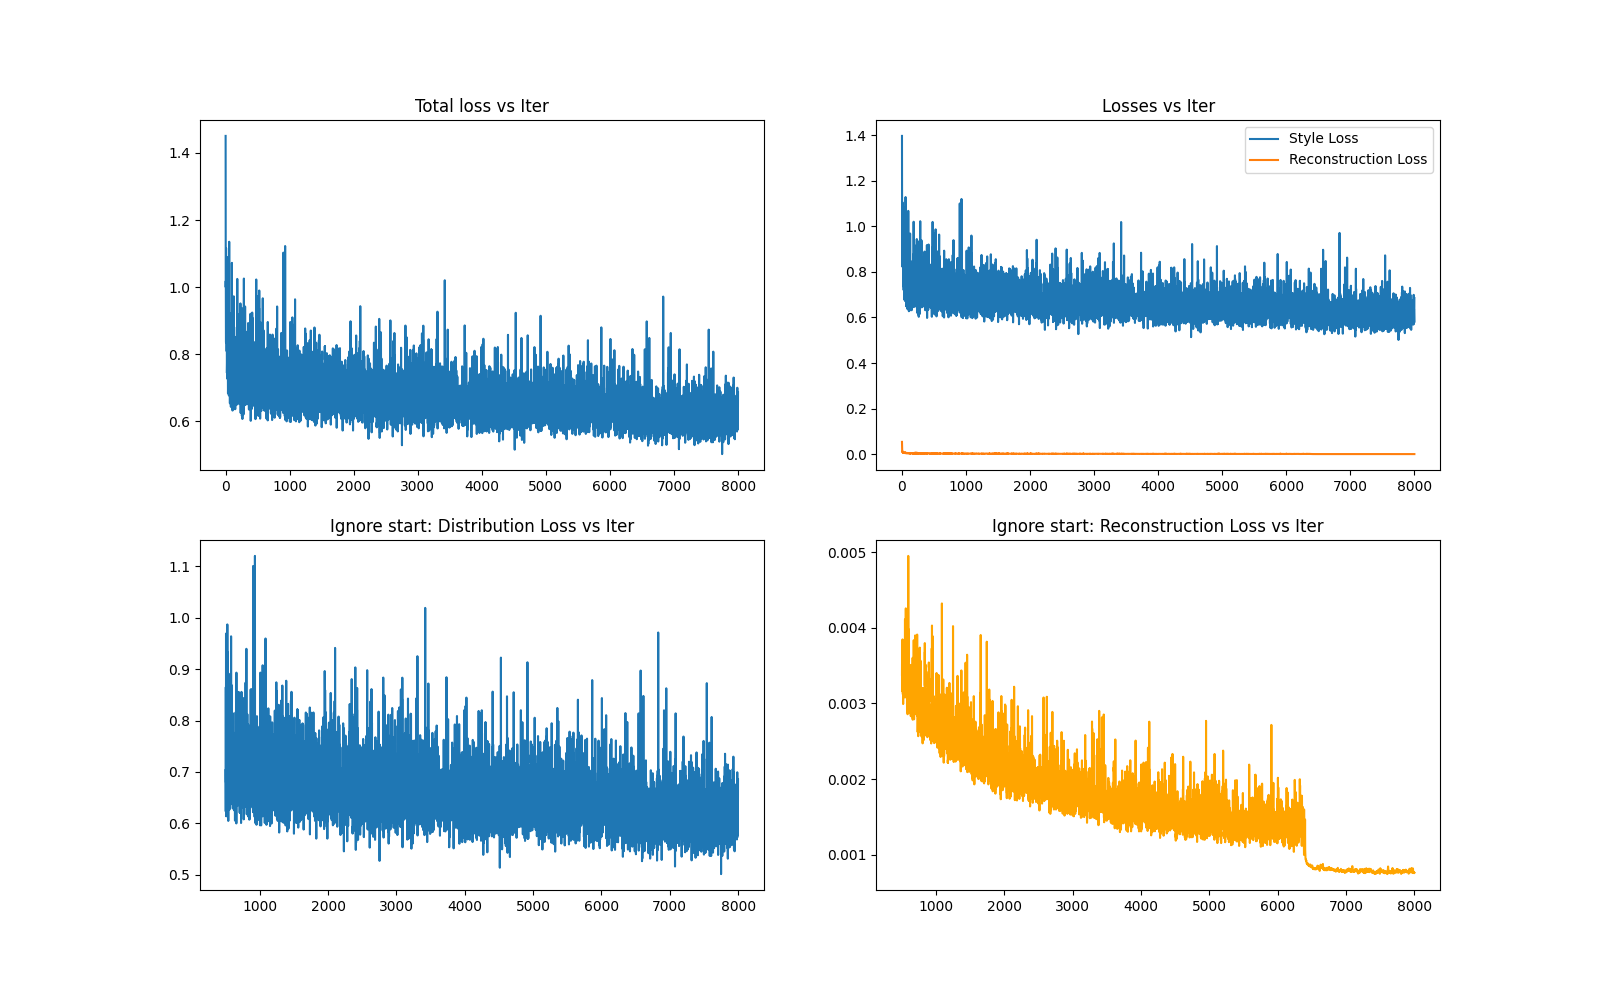 Total loss vs Iter
1.4
1.2
1.0
0.8
0.6
0 1000 2000 3000 4000 5000 6000 7000 8000
Losses vs Iter
Style Loss
Reconstruction Loss
1.4
1.2
1.0
0.8
0.6
0.4
0.2
0.0
0 1000 2000 3000 4000 5000 6000 7000 8000
Ignore start: Distribution Loss vs Iter
1.1
1.0
0.9
0.8
0.7
0.6
0.5
1000 2000 3000 4000 5000 6000 7000 8000
Ignore start: Reconstruction Loss vs Iter
0.005
0.004
0.003
0.002
0.001
1000 2000 3000 4000 5000 6000 7000 8000